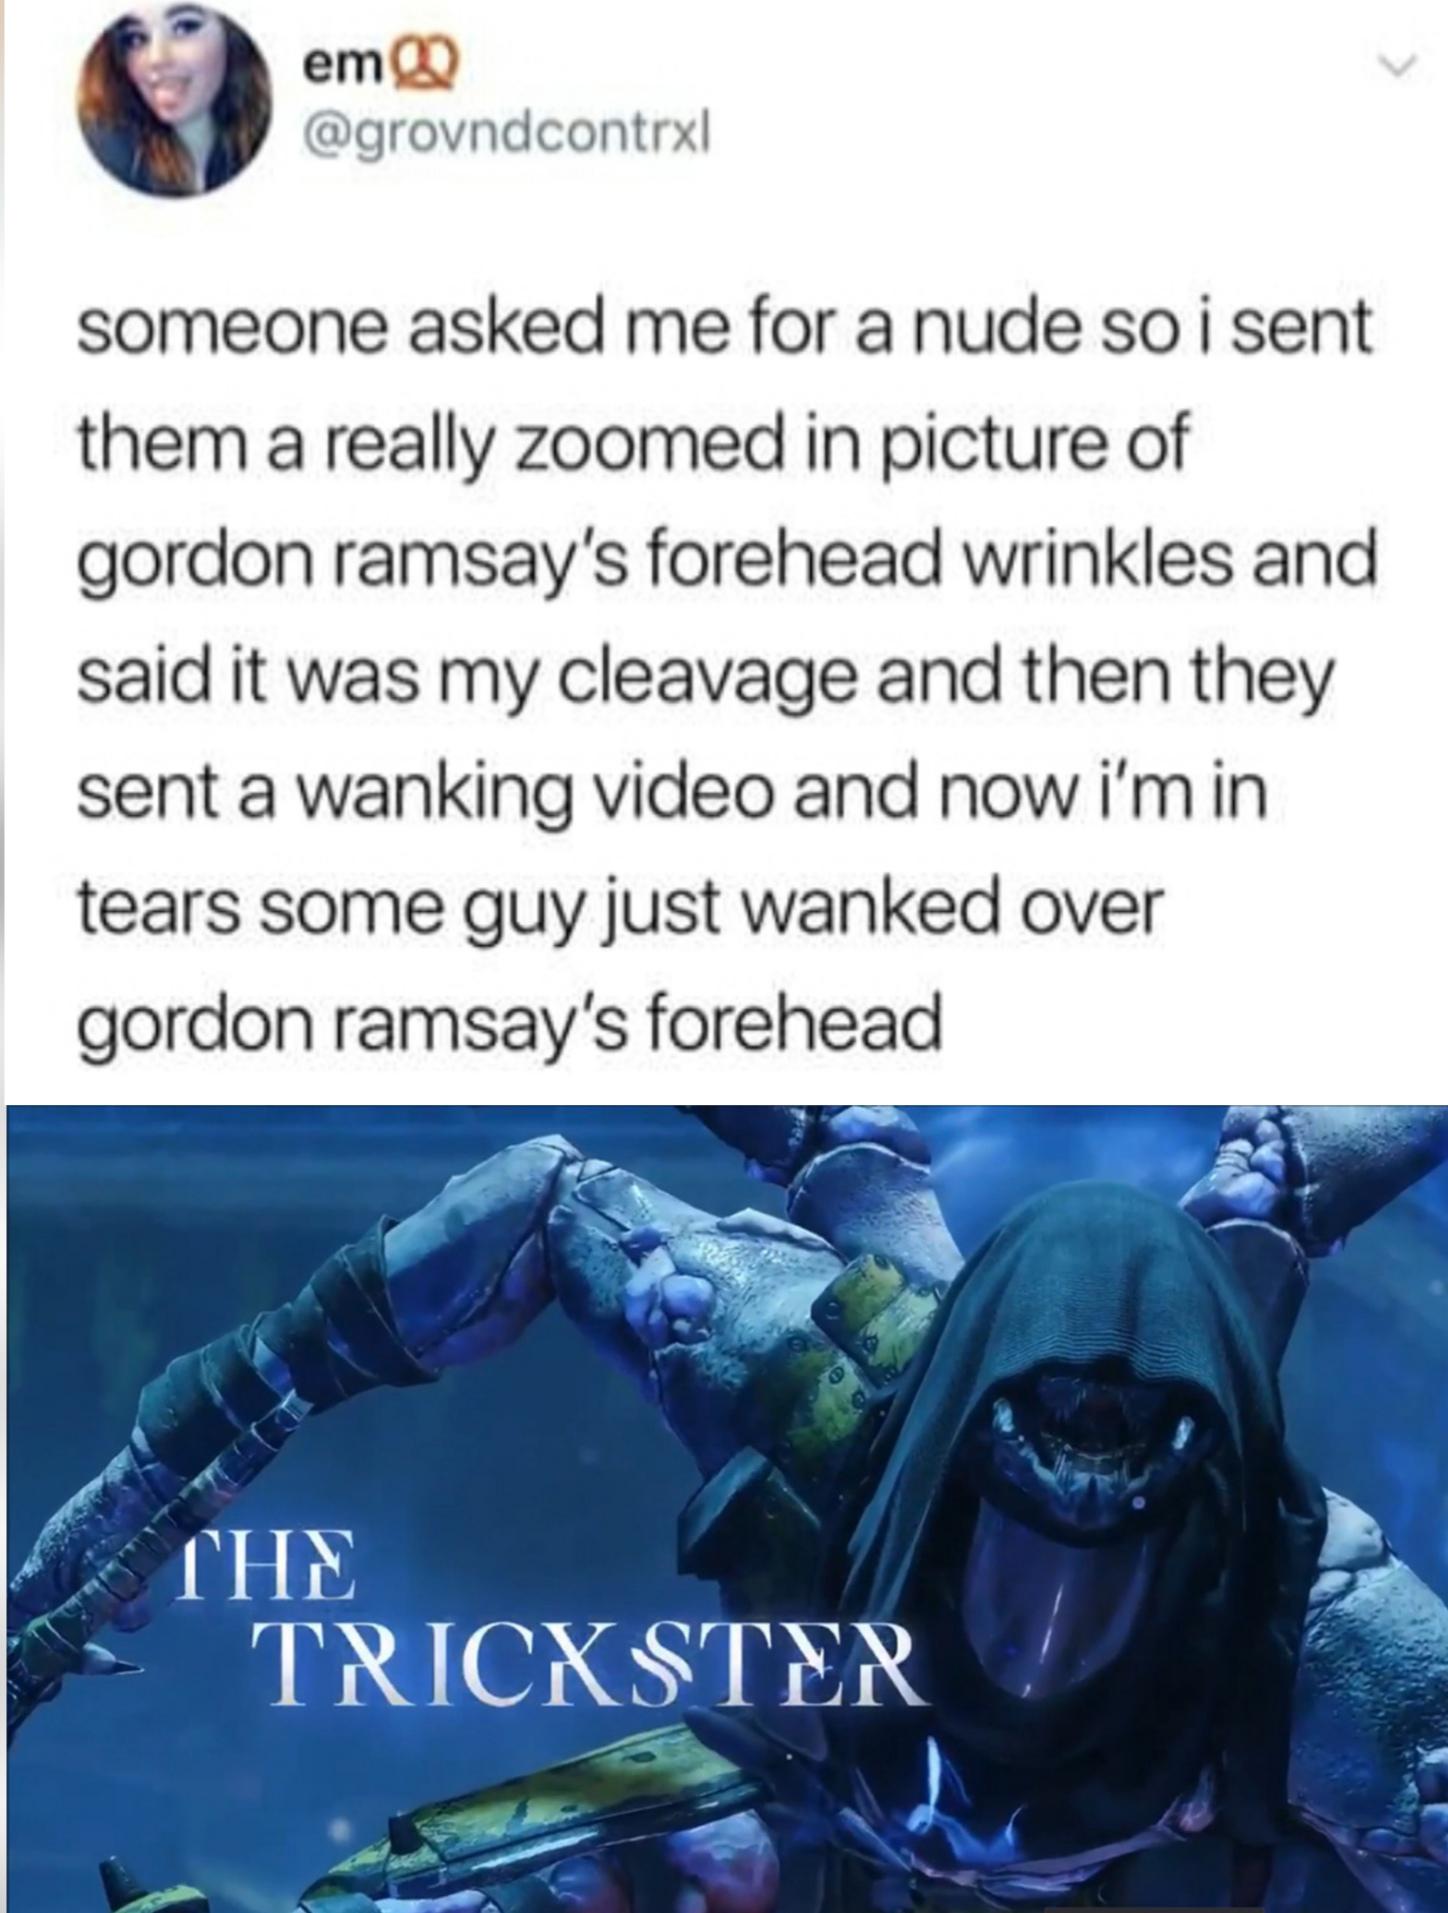 em🥨
@grovndcontrxl
someone asked me for a nude so i sent
them a really zoomed in picture of
gordon ramsay's forehead wrinkles and
said it was my cleavage and then they
sent a wanking video and now i'm in
tears some guy just wanked over
gordon ramsay's forehead
THE
TRICKSTER